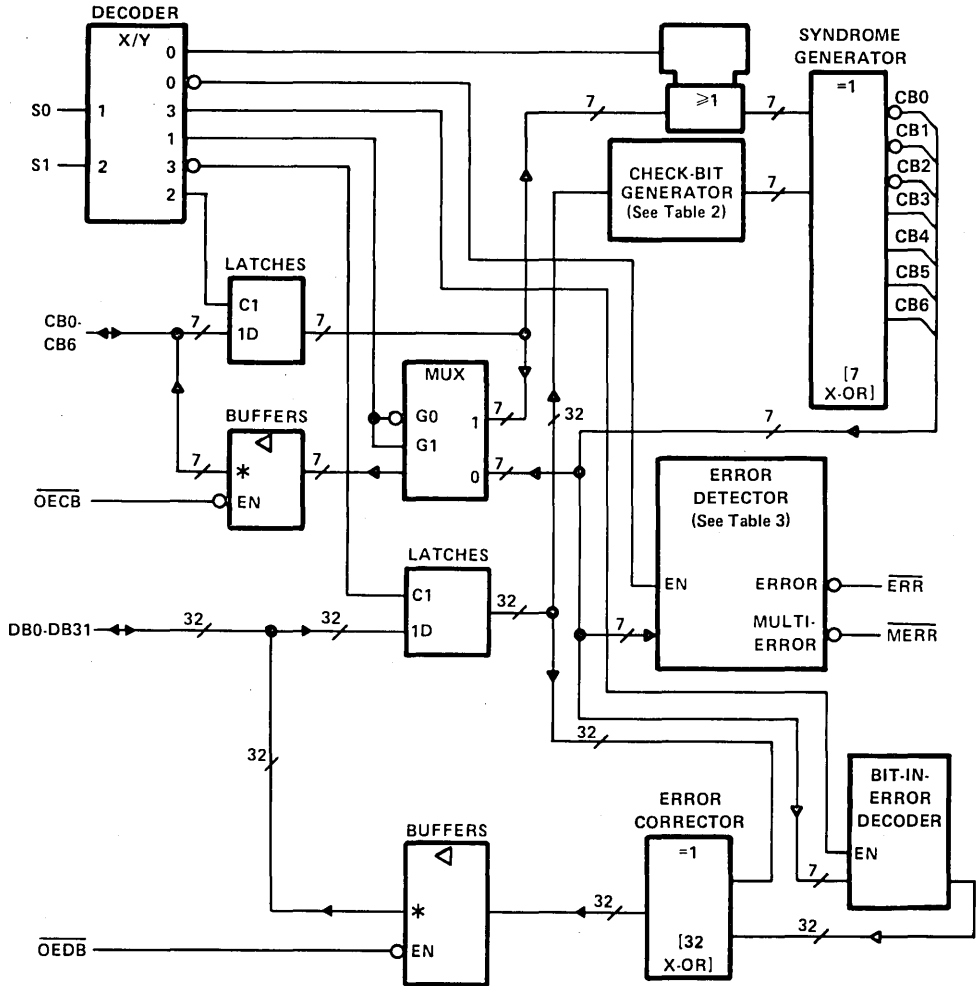 DECODER
X/Y
0
0
3
1
3
2
S0
1
S1
2
SYNDROME
GENERATOR
=1
≥1
7
7
CHECK-BIT
GENERATOR
(See Table 2)
7
CB0
CB1
CB2
CB3
CB4
CB5
CB6
[7
X-OR]
LATCHES
C1
1D
CB0-
CB6
7
7
MUX
G0
G1
1
0
7
7
32
7
BUFFERS
*
EN
7
7
OECB
ERROR
DETECTOR
(See Table 3)
EN
ERROR
ERR
MULTI-
ERROR
MERR
7
LATCHES
C1
1D
32
DB0-DB31
32
32
32
32
BIT-IN-
ERROR
DECODER
EN
7
ERROR
CORRECTOR
=1
[32
X-OR]
32
32
BUFFERS
*
EN
OEDB